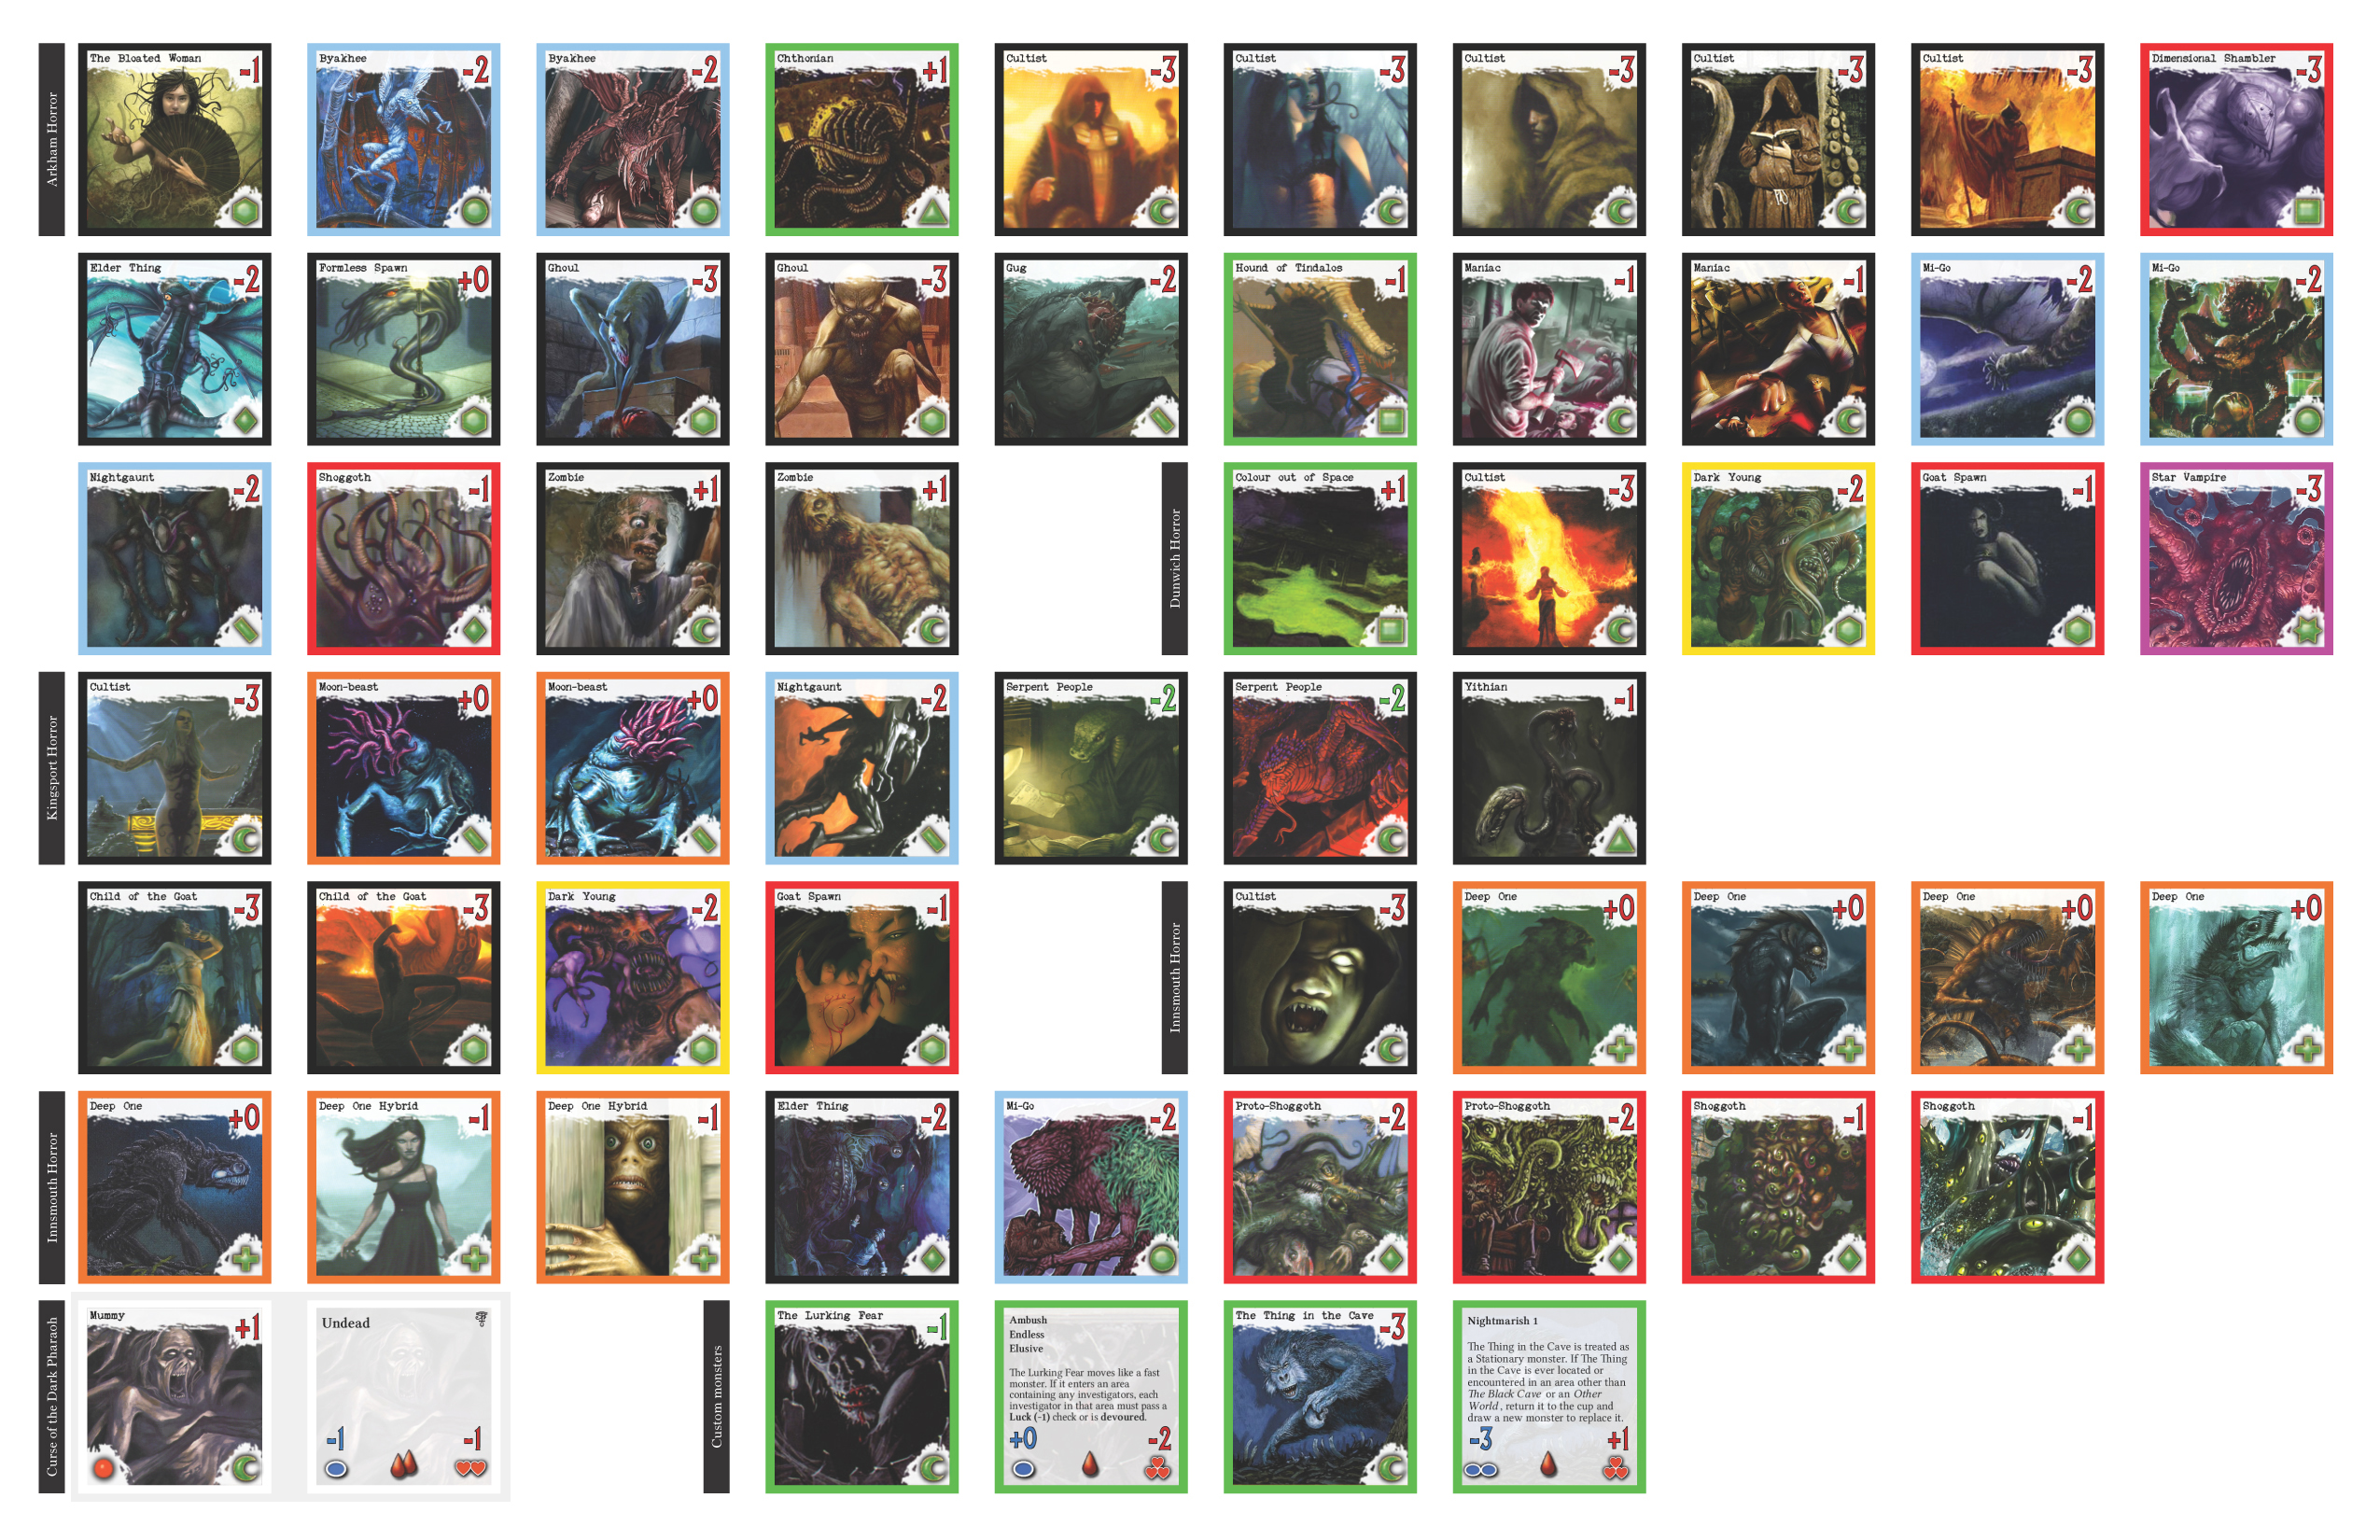 Arkham Horror
The Bloated Woman -1
Byakhee -2
Byakhee -2
Chthonian +1
Cultist -3
Cultist -3
Cultist -3
Cultist -3
Cultist -3
Dimensional Shambler -3
Elder Thing -2
Formless Spawn +0
Ghoul -3
Ghoul -3
Gug -2
Hound of Tindalos -1
Maniac -1
Maniac -1
Mi-Go -2
Mi-Go -2
Nightgaunt -2
Shoggoth -1
Zombie +1
Zombie +1
Dunwich Horror
Colour out of Space +1
Cultist -3
Dark Young -2
Goat Spawn -1
Star Vampire -3
Kingsport Horror
Cultist -3
Moon-beast +0
Moon-beast +0
Nightgaunt -2
Serpent People -2
Serpent People -2
Yithian -1
Child of the Goat -3
Child of the Goat -3
Dark Young -2
Goat Spawn -1
Innsmouth Horror
Cultist -3
Deep One +0
Deep One +0
Deep One +0
Deep One +0
Innsmouth Horror
Deep One +0
Deep One Hybrid -1
Deep One Hybrid -1
Elder Thing -2
Mi-Go -2
Proto-Shoggoth -2
Proto-Shoggoth -2
Shoggoth -1
Shoggoth -1
Curse of the Dark Pharaoh
Mummy +1
Undead
-1 -1
Custom monsters
The Lurking Fear -1
Ambush
Endless
Elusive
The Lurking Fear moves like a fast
monster. If it enters an area
containing any investigators, each
investigator in that area must pass a
Luck (-1) check or is devoured.
+0 -2
The Thing in the Cave -3
Nightmarish 1
The Thing in the Cave is treated as
a Stationary monster. If The Thing
in the Cave is ever located or
encountered in an area other than
The Black Cave or an Other
World, return it to the cup and
draw a new monster to replace it.
-3 +1